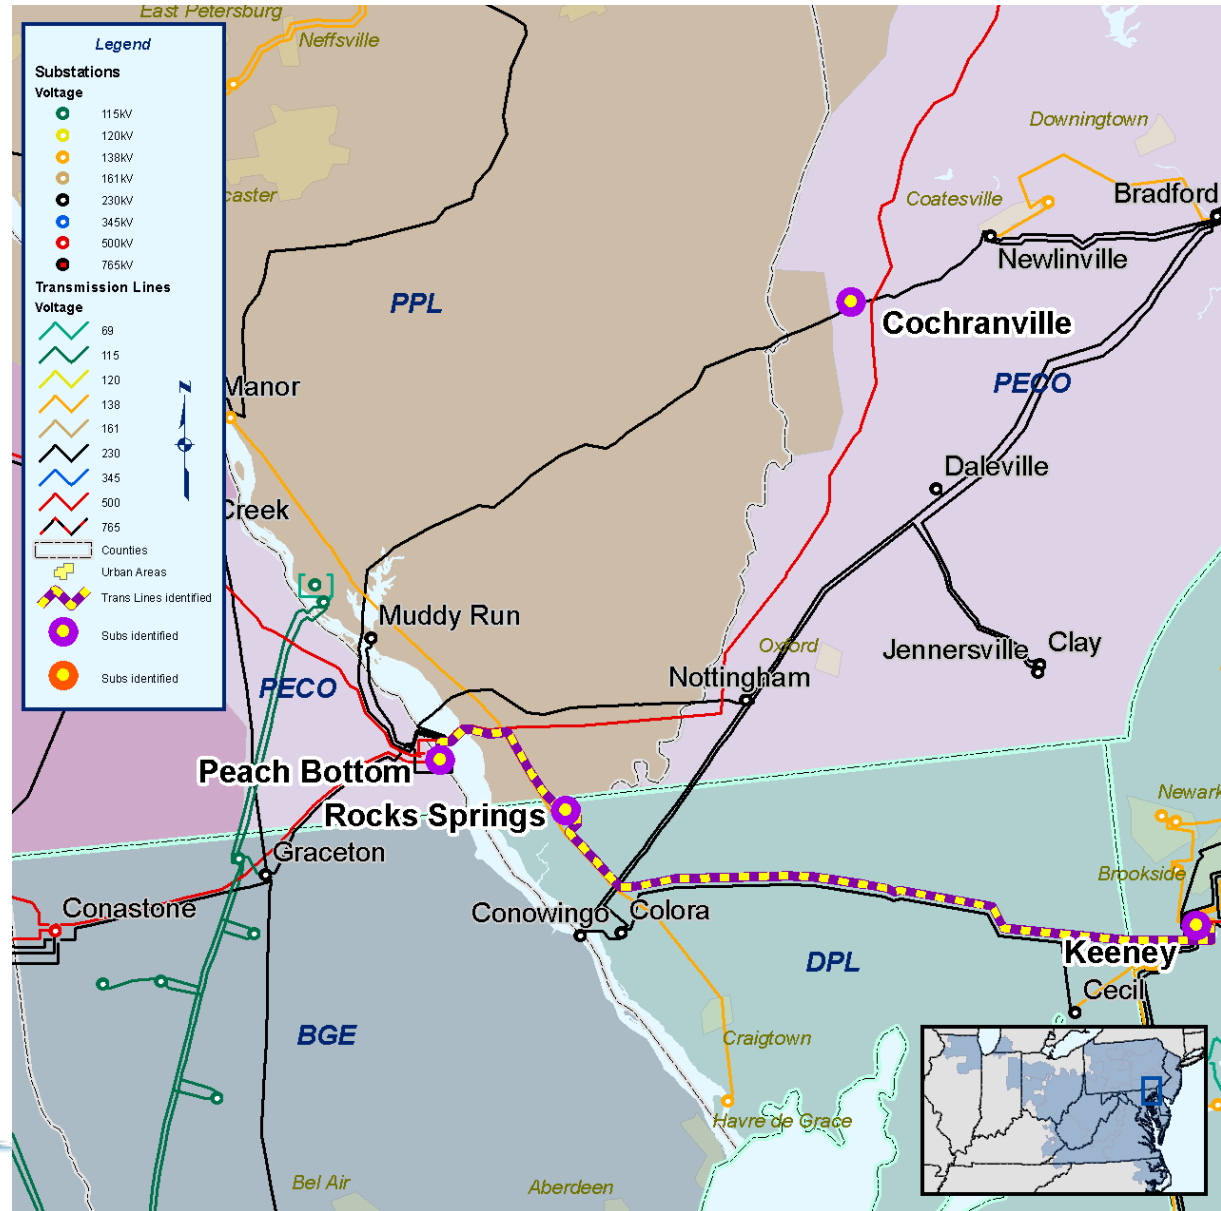 East Petersburg
Neffsville
Legend
Substations
Voltage
115kV
120kV
138kV
161kV
230kV
345kV
500kV
765kV
Transmission Lines
Voltage
69
115
120
138
161
230
345
500
765
Counties
Urban Areas
Trans Lines identified
Subs identified
Subs identified
N
caster
Downingtown
Bradford
Coatesville
Newlinville
PPL
Cochranville
Manor
PECO
Daleville
Creek
Muddy Run
Oxford
Jennersville
Clay
Nottingham
PECO
Peach Bottom
Rocks Springs
Newark
Graceton
Brookside
Conastone
Conowingo
Colora
Keeney
DPL
Cecil
BGE
Craigtown
Havre de Grace
Bel Air
Aberdeen